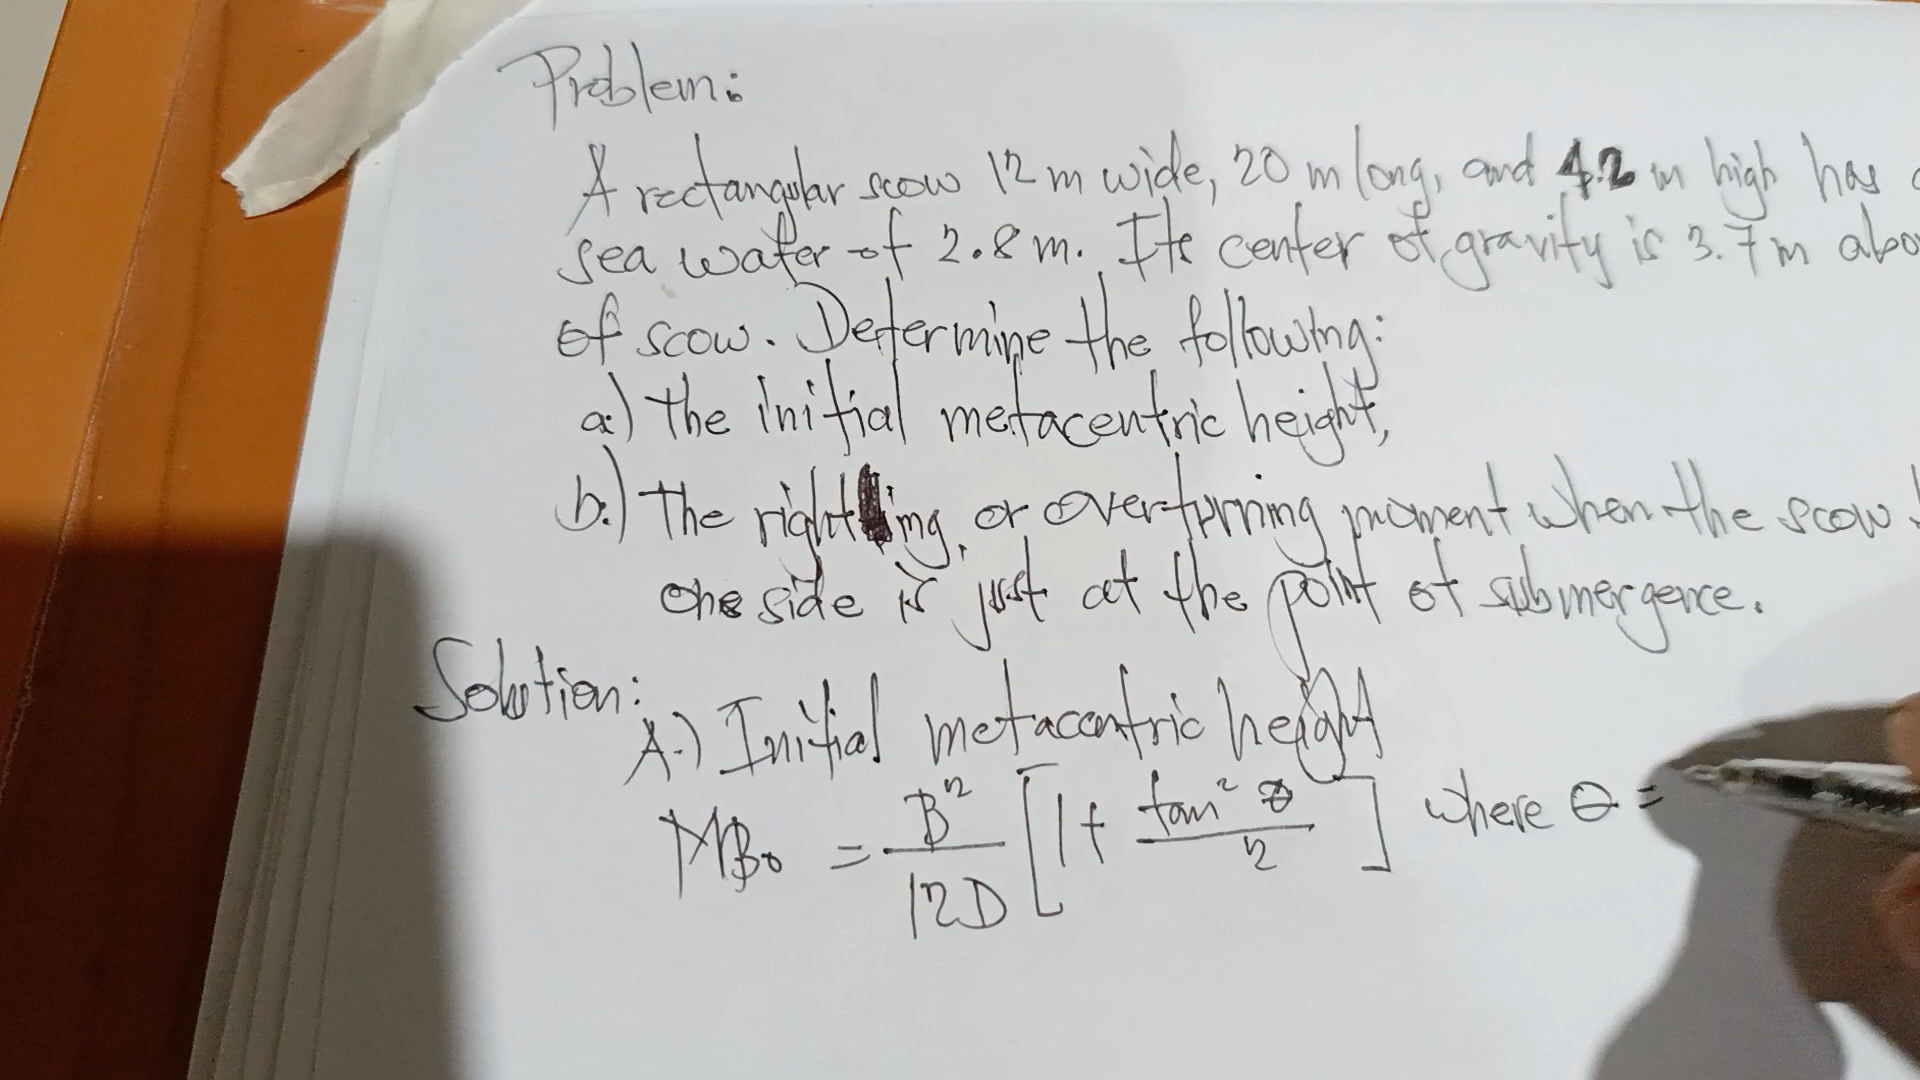 Problem:
A rectangular scow 12 m wide, 20 m long, and 4.2 m high has
sea water of 2.8 m. Its center of gravity is 3.7 m abo
of scow. Determine the following:
a.) the initial metacentric height,
b.) The righting, or overturning moment when the scow
one side is just at the point of submergence.
Solution:
A.) Initial metacentric height
MB₀ = B²/12D [1 + tan² θ/2] where θ =